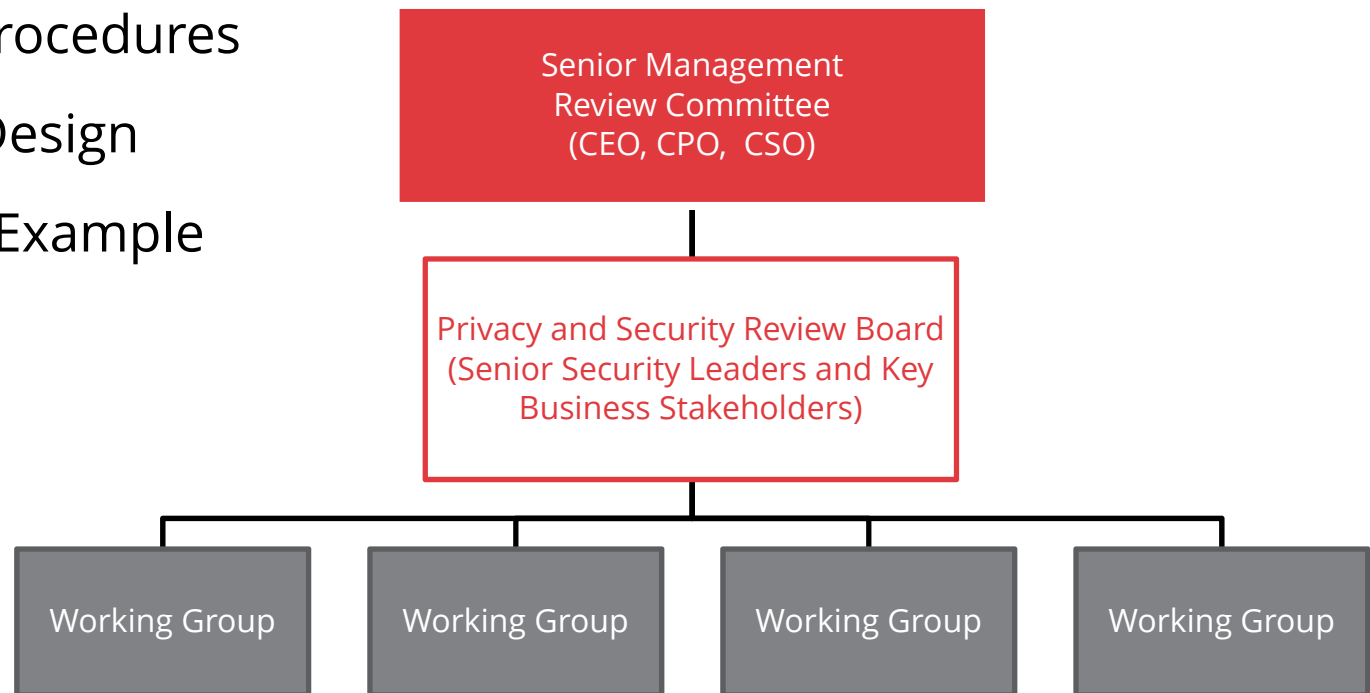 rocedures
Design
Example
Senior Management
Review Committee
(CEO, CPO, CSO)
Privacy and Security Review Board
(Senior Security Leaders and Key
Business Stakeholders)
Working Group
Working Group
Working Group
Working Group